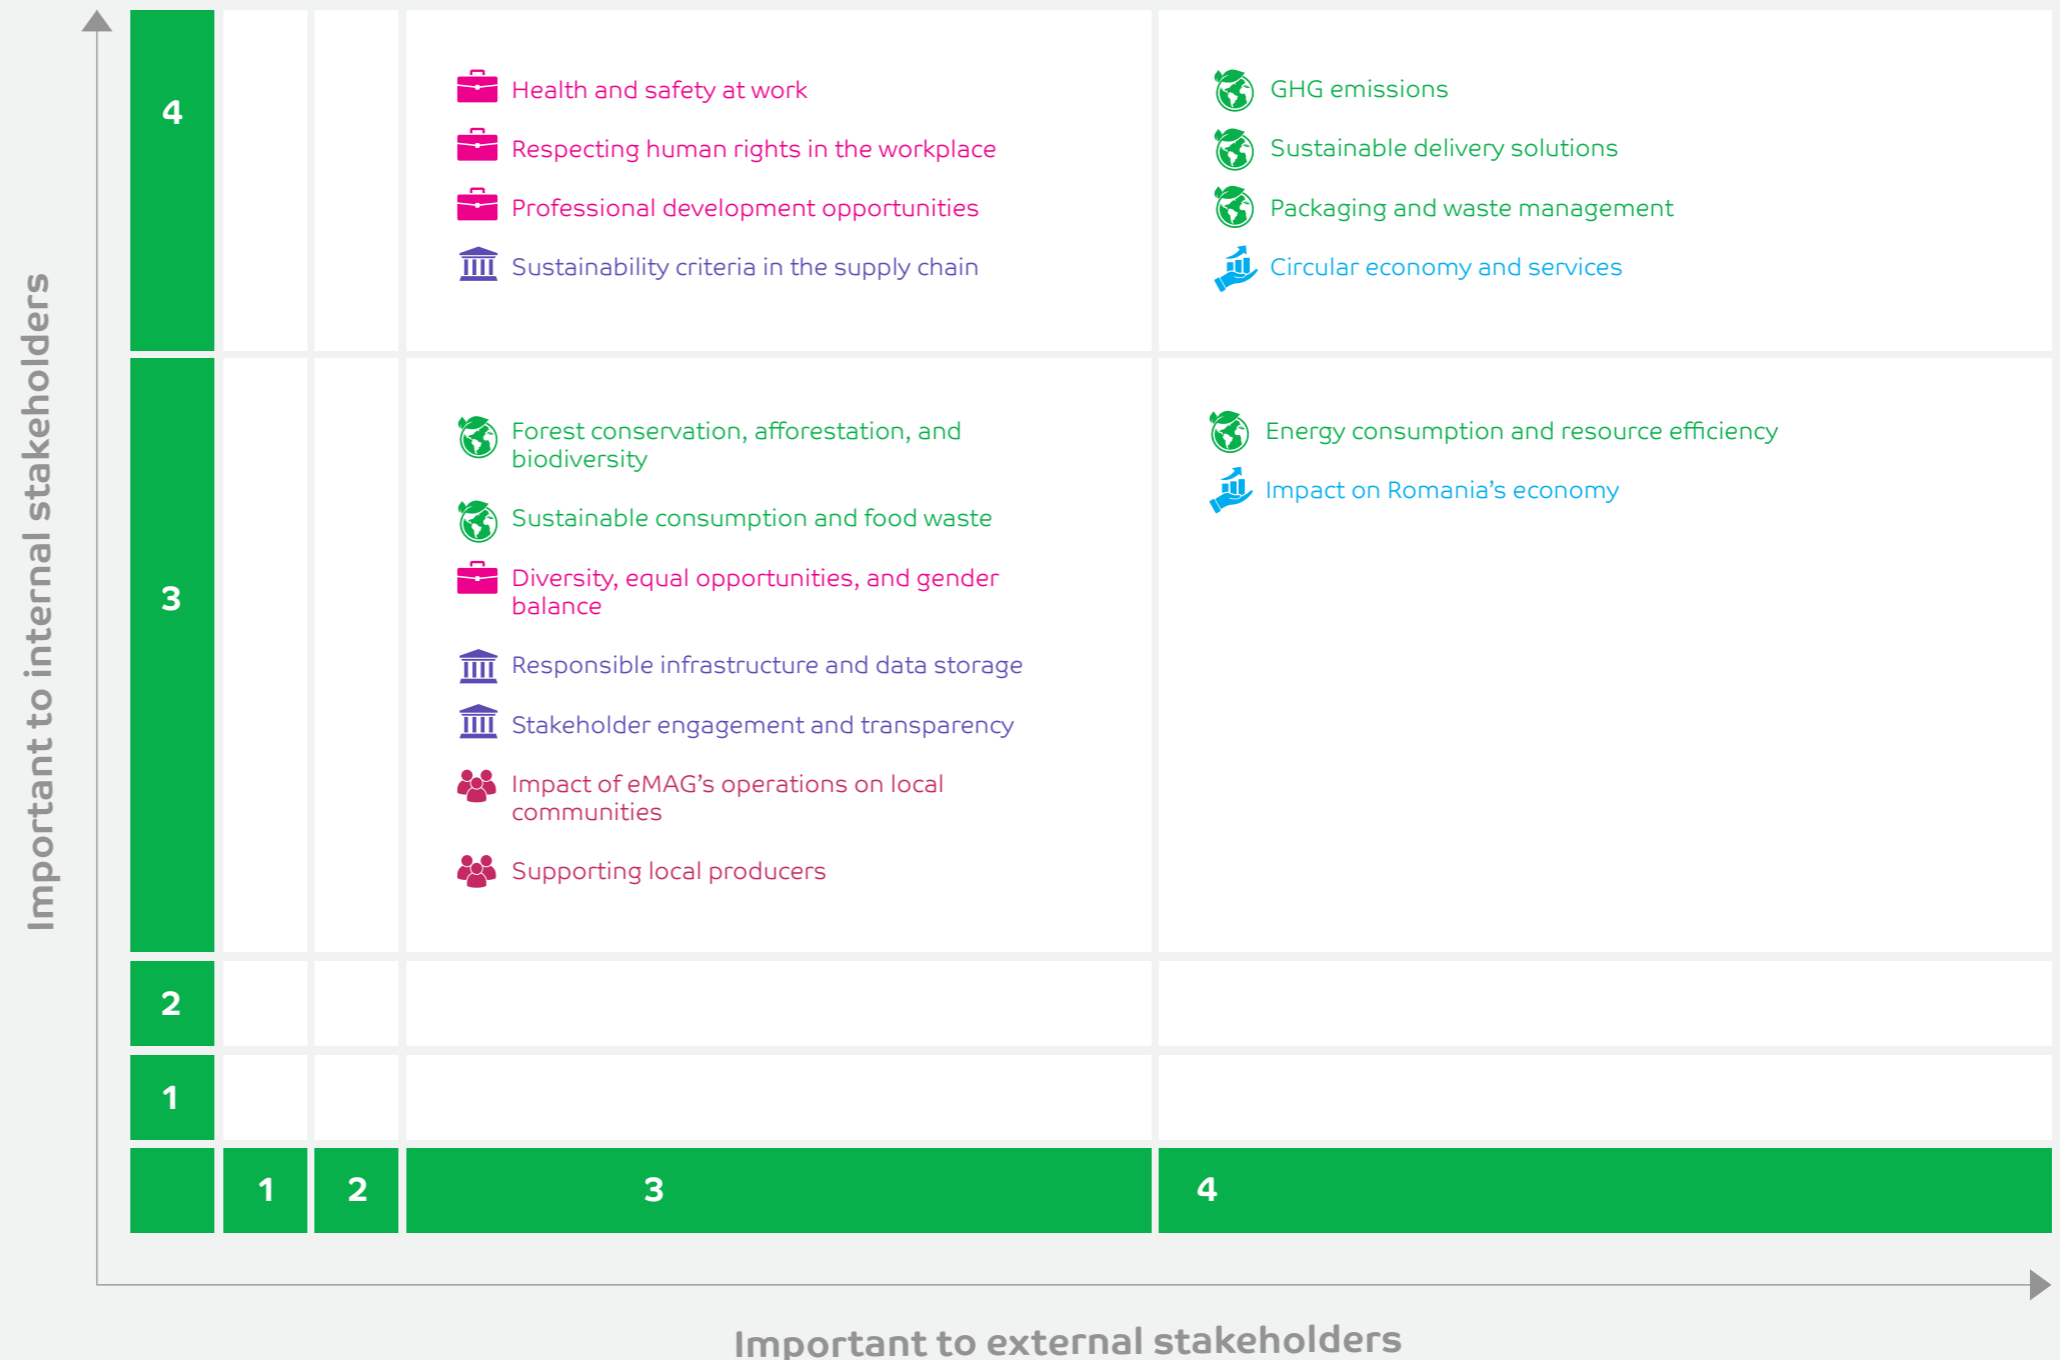 Important to internal stakeholders
4
Health and safety at work
Respecting human rights in the workplace
Professional development opportunities
Sustainability criteria in the supply chain
GHG emissions
Sustainable delivery solutions
Packaging and waste management
Circular economy and services
3
Forest conservation, afforestation, and
biodiversity
Sustainable consumption and food waste
Diversity, equal opportunities, and gender
balance
Responsible infrastructure and data storage
Stakeholder engagement and transparency
Impact of eMAG’s operations on local
communities
Supporting local producers
Energy consumption and resource efficiency
Impact on Romania’s economy
2
1
1 2 3 4
Important to external stakeholders